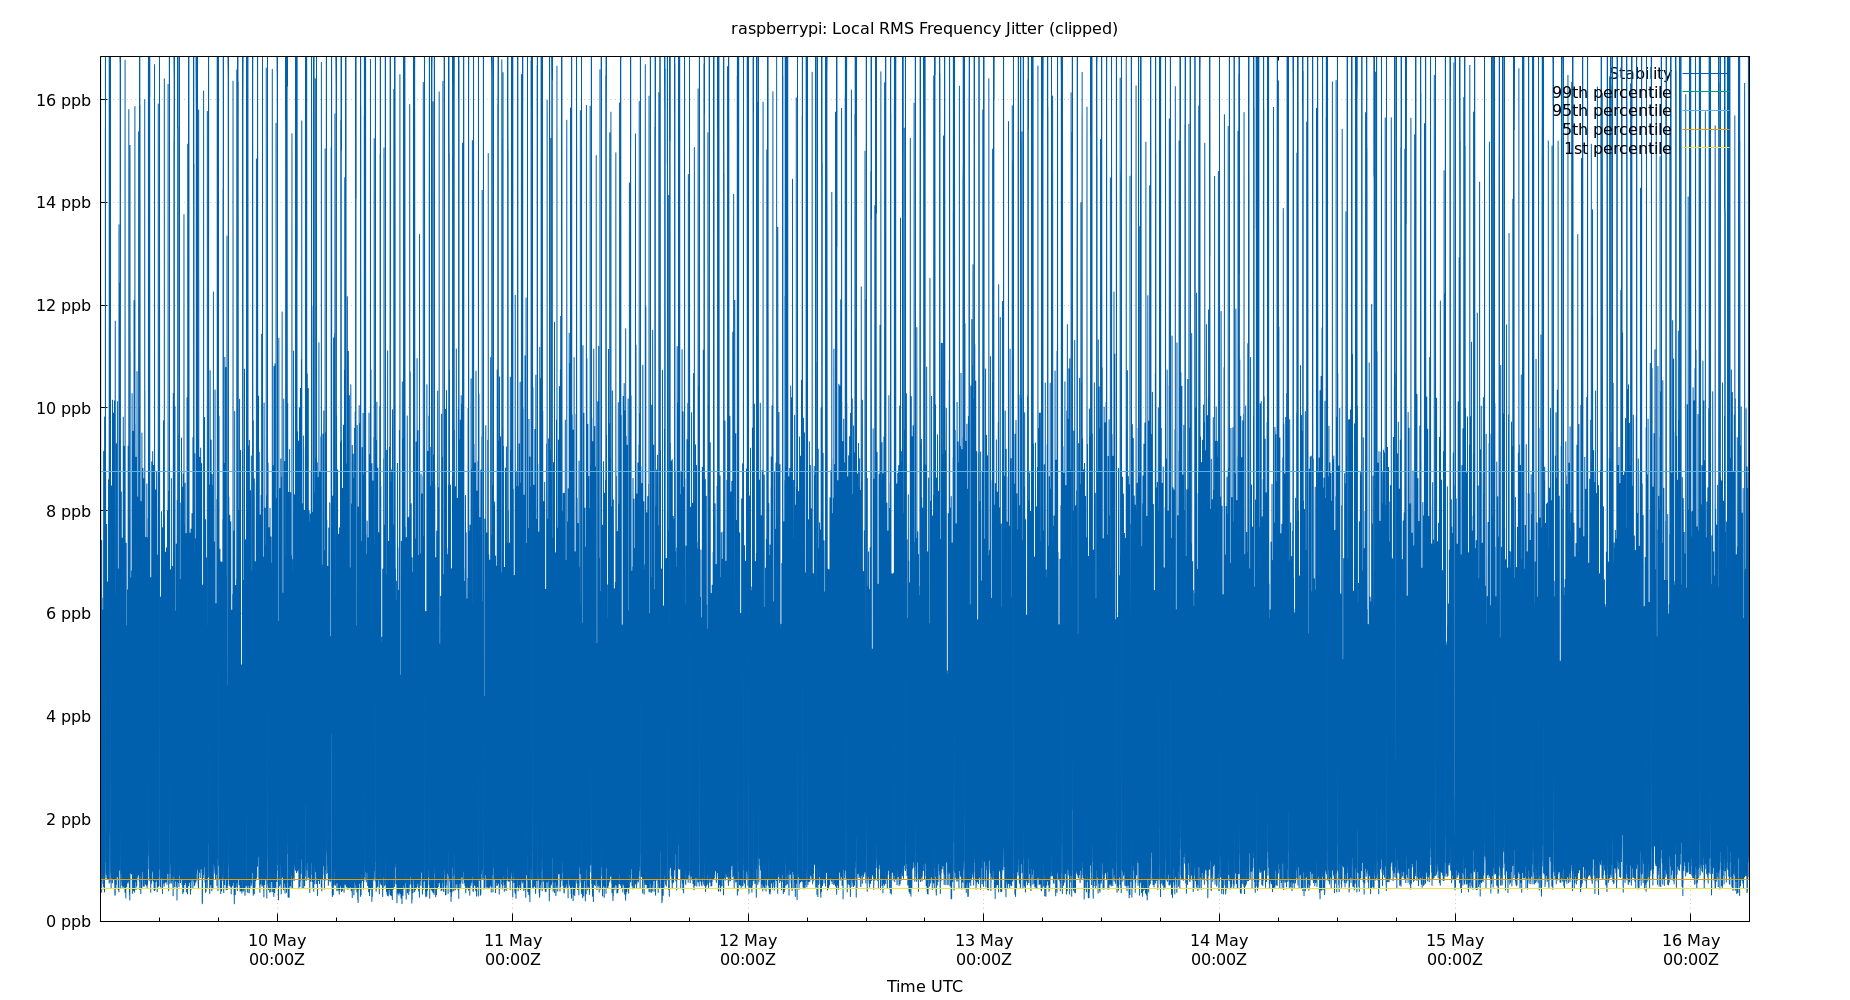 raspberrypi: Local RMS Frequency Jitter (clipped)
Stability
99th percentile
95th percentile
5th percentile
1st percentile
16 ppb
14 ppb
12 ppb
10 ppb
8 ppb
6 ppb
4 ppb
2 ppb
0 ppb
10 May 11 May 12 May 13 May 14 May 15 May 16 May
00:00Z 00:00Z 00:00Z 00:00Z 00:00Z 00:00Z 00:00Z
Time UTC